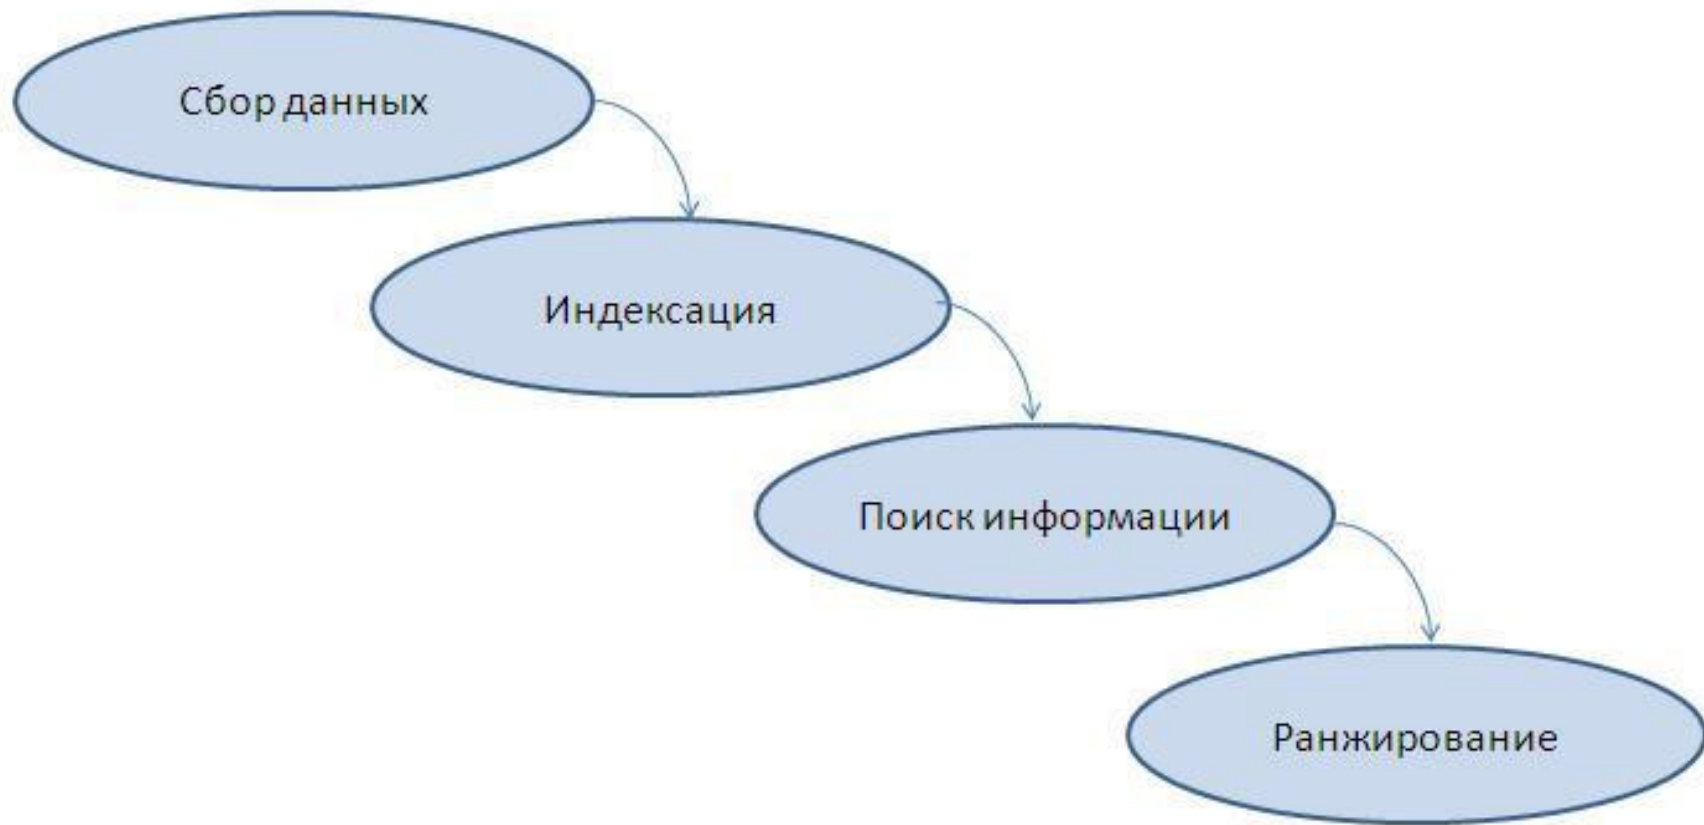 Сбор данных
Индексация
Поиск информации
Ранжирование